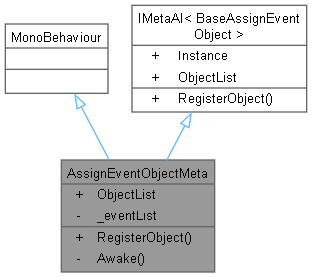 MonoBehaviour
IMetaAI< BaseAssignEvent
Object >
+ Instance
+ ObjectList
+ RegisterObject()
AssignEventObjectMeta
+ ObjectList
- _eventList
+ RegisterObject()
- Awake()